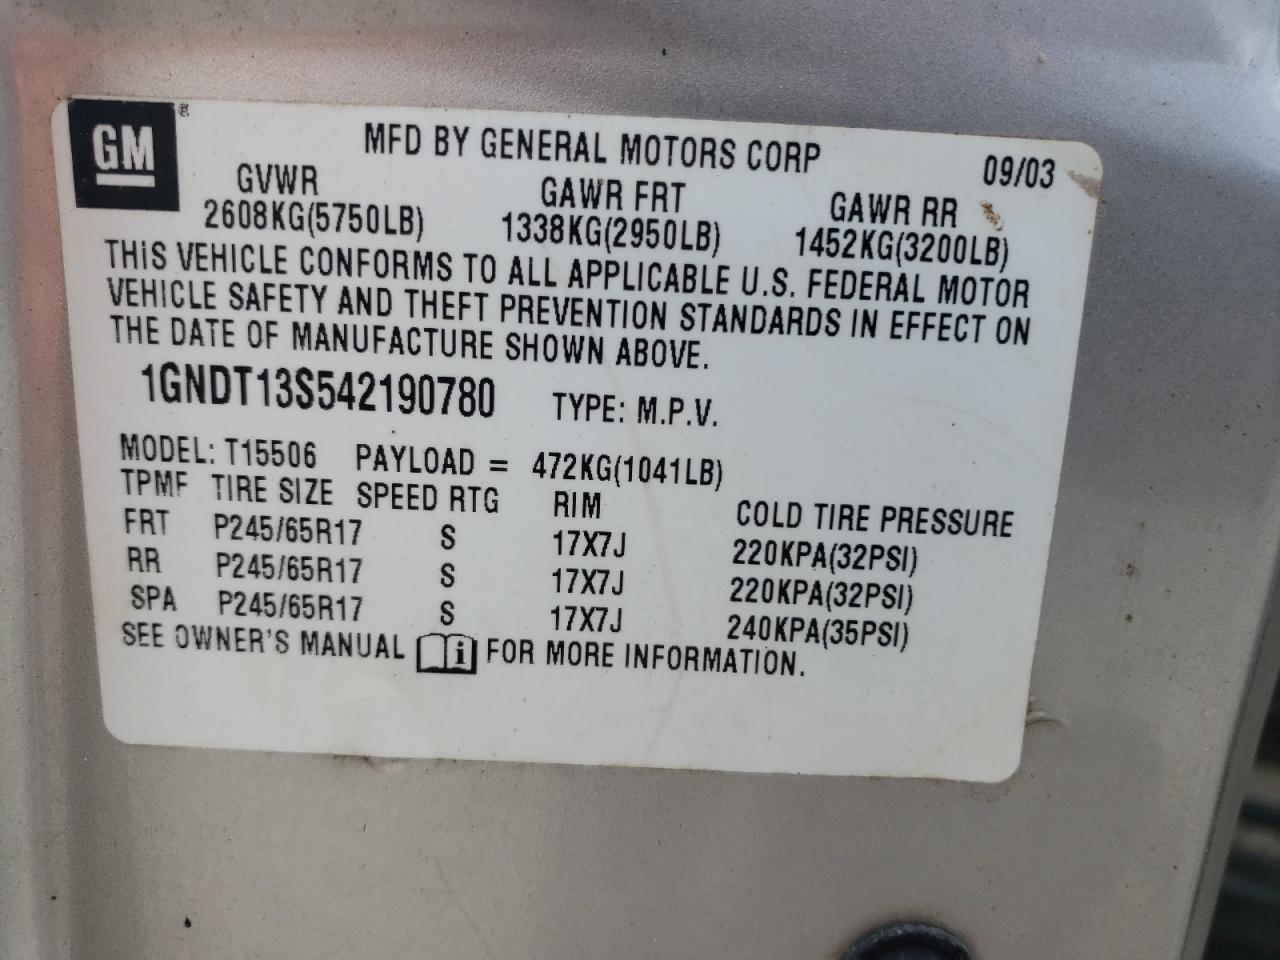 GM ®
MFD BY GENERAL MOTORS CORP 09/03
GVWR GAWR FRT GAWR RR
2608KG(5750LB) 1338KG(2950LB) 1452KG(3200LB)
THIS VEHICLE CONFORMS TO ALL APPLICABLE U.S. FEDERAL MOTOR
VEHICLE SAFETY AND THEFT PREVENTION STANDARDS IN EFFECT ON
THE DATE OF MANUFACTURE SHOWN ABOVE.
1GNDT13S542190780 TYPE: M.P.V.
MODEL: T15506 PAYLOAD = 472KG(1041LB)
TPMF TIRE SIZE SPEED RTG RIM COLD TIRE PRESSURE
FRT P245/65R17 S 17X7J 220KPA(32PSI)
RR P245/65R17 S 17X7J 220KPA(32PSI)
SPA P245/65R17 S 17X7J 240KPA(35PSI)
SEE OWNER'S MANUAL i FOR MORE INFORMATION.